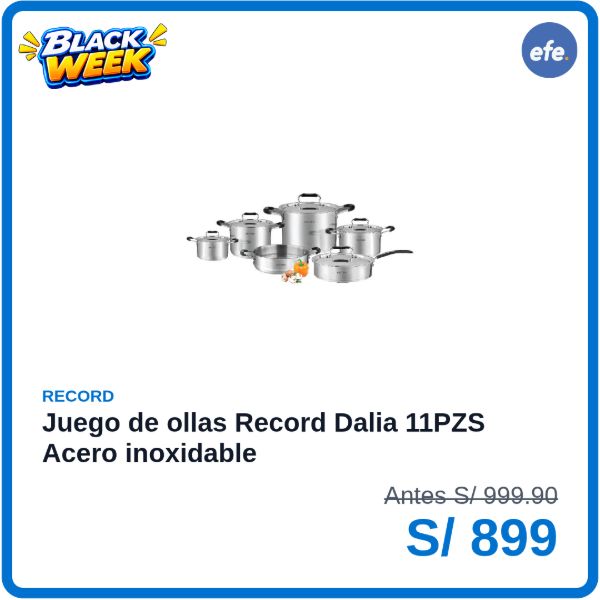 BLACK
WEEK
efe.
RECORD
Juego de ollas Record Dalia 11PZS
Acero inoxidable
Antes S/ 999.90
S/ 899